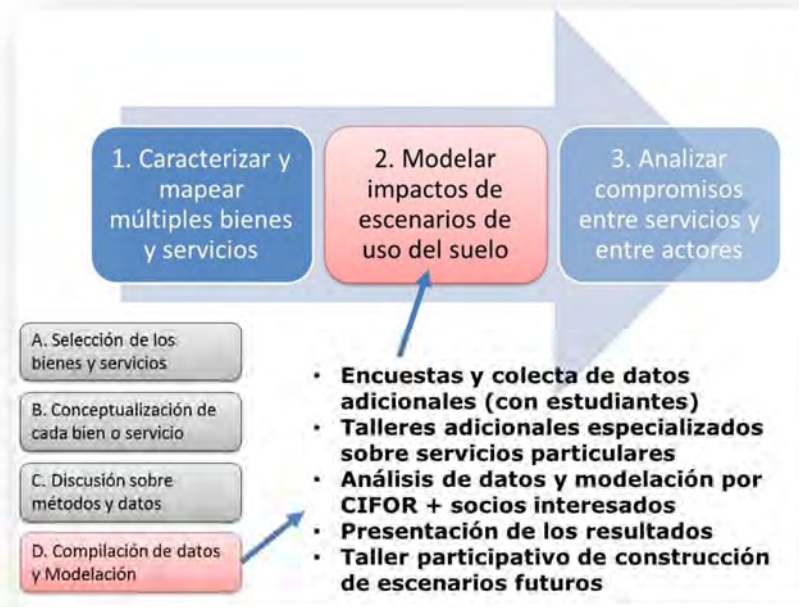 1. Caracterizar y
mapear
múltiples bienes
y servicios
2. Modelar
impactos de
escenarios de
uso del suelo
3. Analizar
compromisos
entre servicios y
entre actores
A. Selección de los
bienes y servicios
B. Conceptualización de
cada bien o servicio
C. Discusión sobre
métodos y datos
D. Compilación de datos
y Modelación
• Encuestas y colecta de datos
adicionales (con estudiantes)
• Talleres adicionales especializados
sobre servicios particulares
• Análisis de datos y modelación por
CIFOR + socios interesados
• Presentación de los resultados
• Taller participativo de construcción
de escenarios futuros